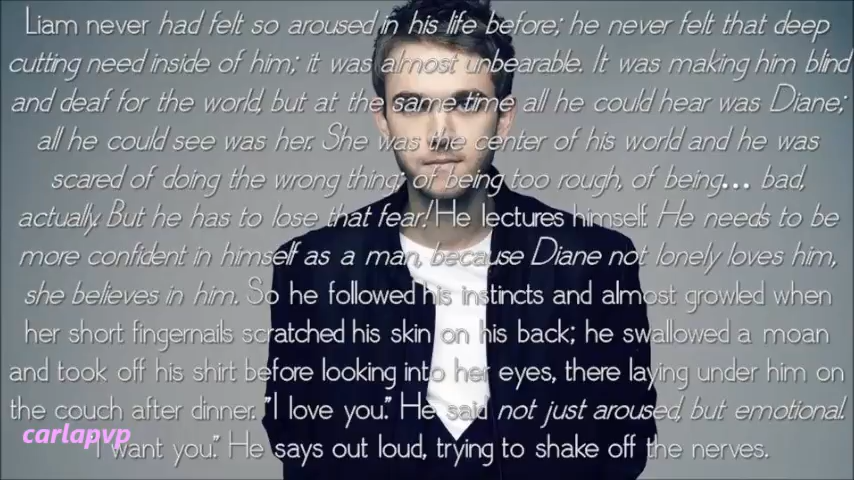 Liam never had felt so aroused in his life before; he never felt that deep
cutting need inside of him; it was almost unbearable. It was making him blind
and deaf for the world, but at the same time all he could hear was Diane;
all he could see was her. She was the center of his world and he was
scared of doing the wrong thing; of being too rough, of being... bad,
actually. But he has to lose that fear! He lectures himself. He needs to be
more confident in himself as a man, because Diane not lonely loves him,
she believes in him. So he followed his instincts and almost growled when
her short fingernails scratched his skin on his back; he swallowed a moan
and took off his shirt before looking into her eyes, there laying under him on
the couch after dinner. "I love you." He said not just aroused, but emotional.
"I want you." He says out loud, trying to shake off the nerves.
carlapvp